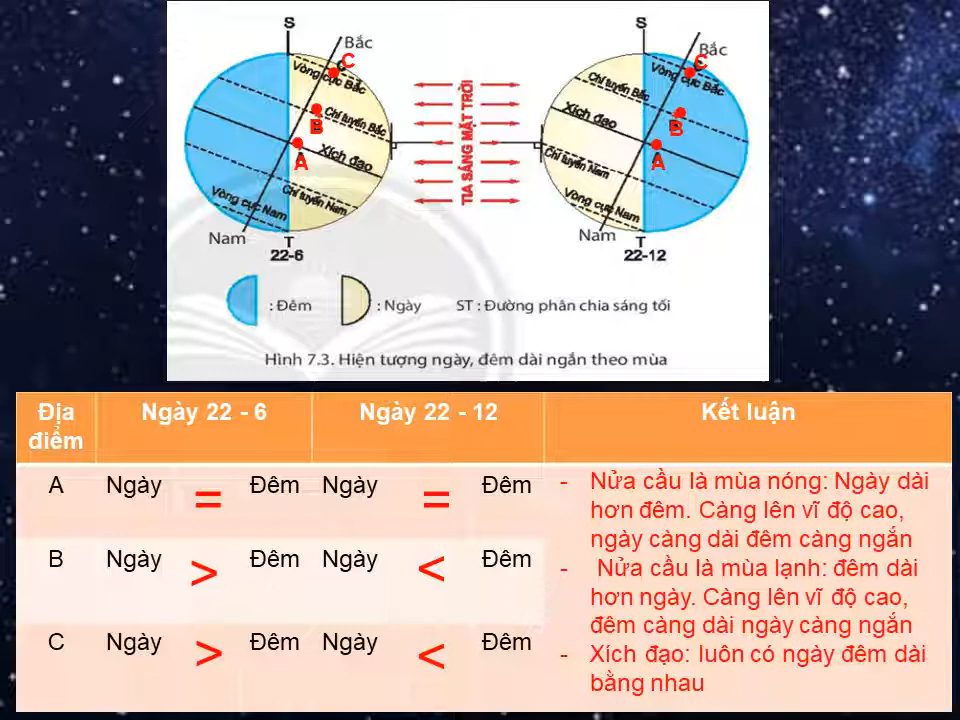 S
Bắc
C
Vòng cực Bắc
Chí tuyến Bắc
B
Xích đạo
A
Chí tuyến Nam
Vòng cực Nam
Nam
T
22-6
TIA SÁNG MẶT TRỜI
S
Bắc
C
Vòng cực Bắc
Chí tuyến Bắc
Xích đạo
B
A
Chí tuyến Nam
Vòng cực Nam
Nam
T
22-12
: Đêm
: Ngày
ST : Đường phân chia sáng tối
Hình 7.3. Hiện tượng ngày, đêm dài ngắn theo mùa
Địa điểm
Ngày 22 - 6
Ngày 22 - 12
Kết luận
A Ngày = Đêm Ngày = Đêm
B Ngày > Đêm Ngày < Đêm
C Ngày > Đêm Ngày < Đêm
- Nửa cầu là mùa nóng: Ngày dài
hơn đêm. Càng lên vĩ độ cao,
ngày càng dài đêm càng ngắn
- Nửa cầu là mùa lạnh: đêm dài
hơn ngày. Càng lên vĩ độ cao,
đêm càng dài ngày càng ngắn
- Xích đạo: luôn có ngày đêm dài
bằng nhau